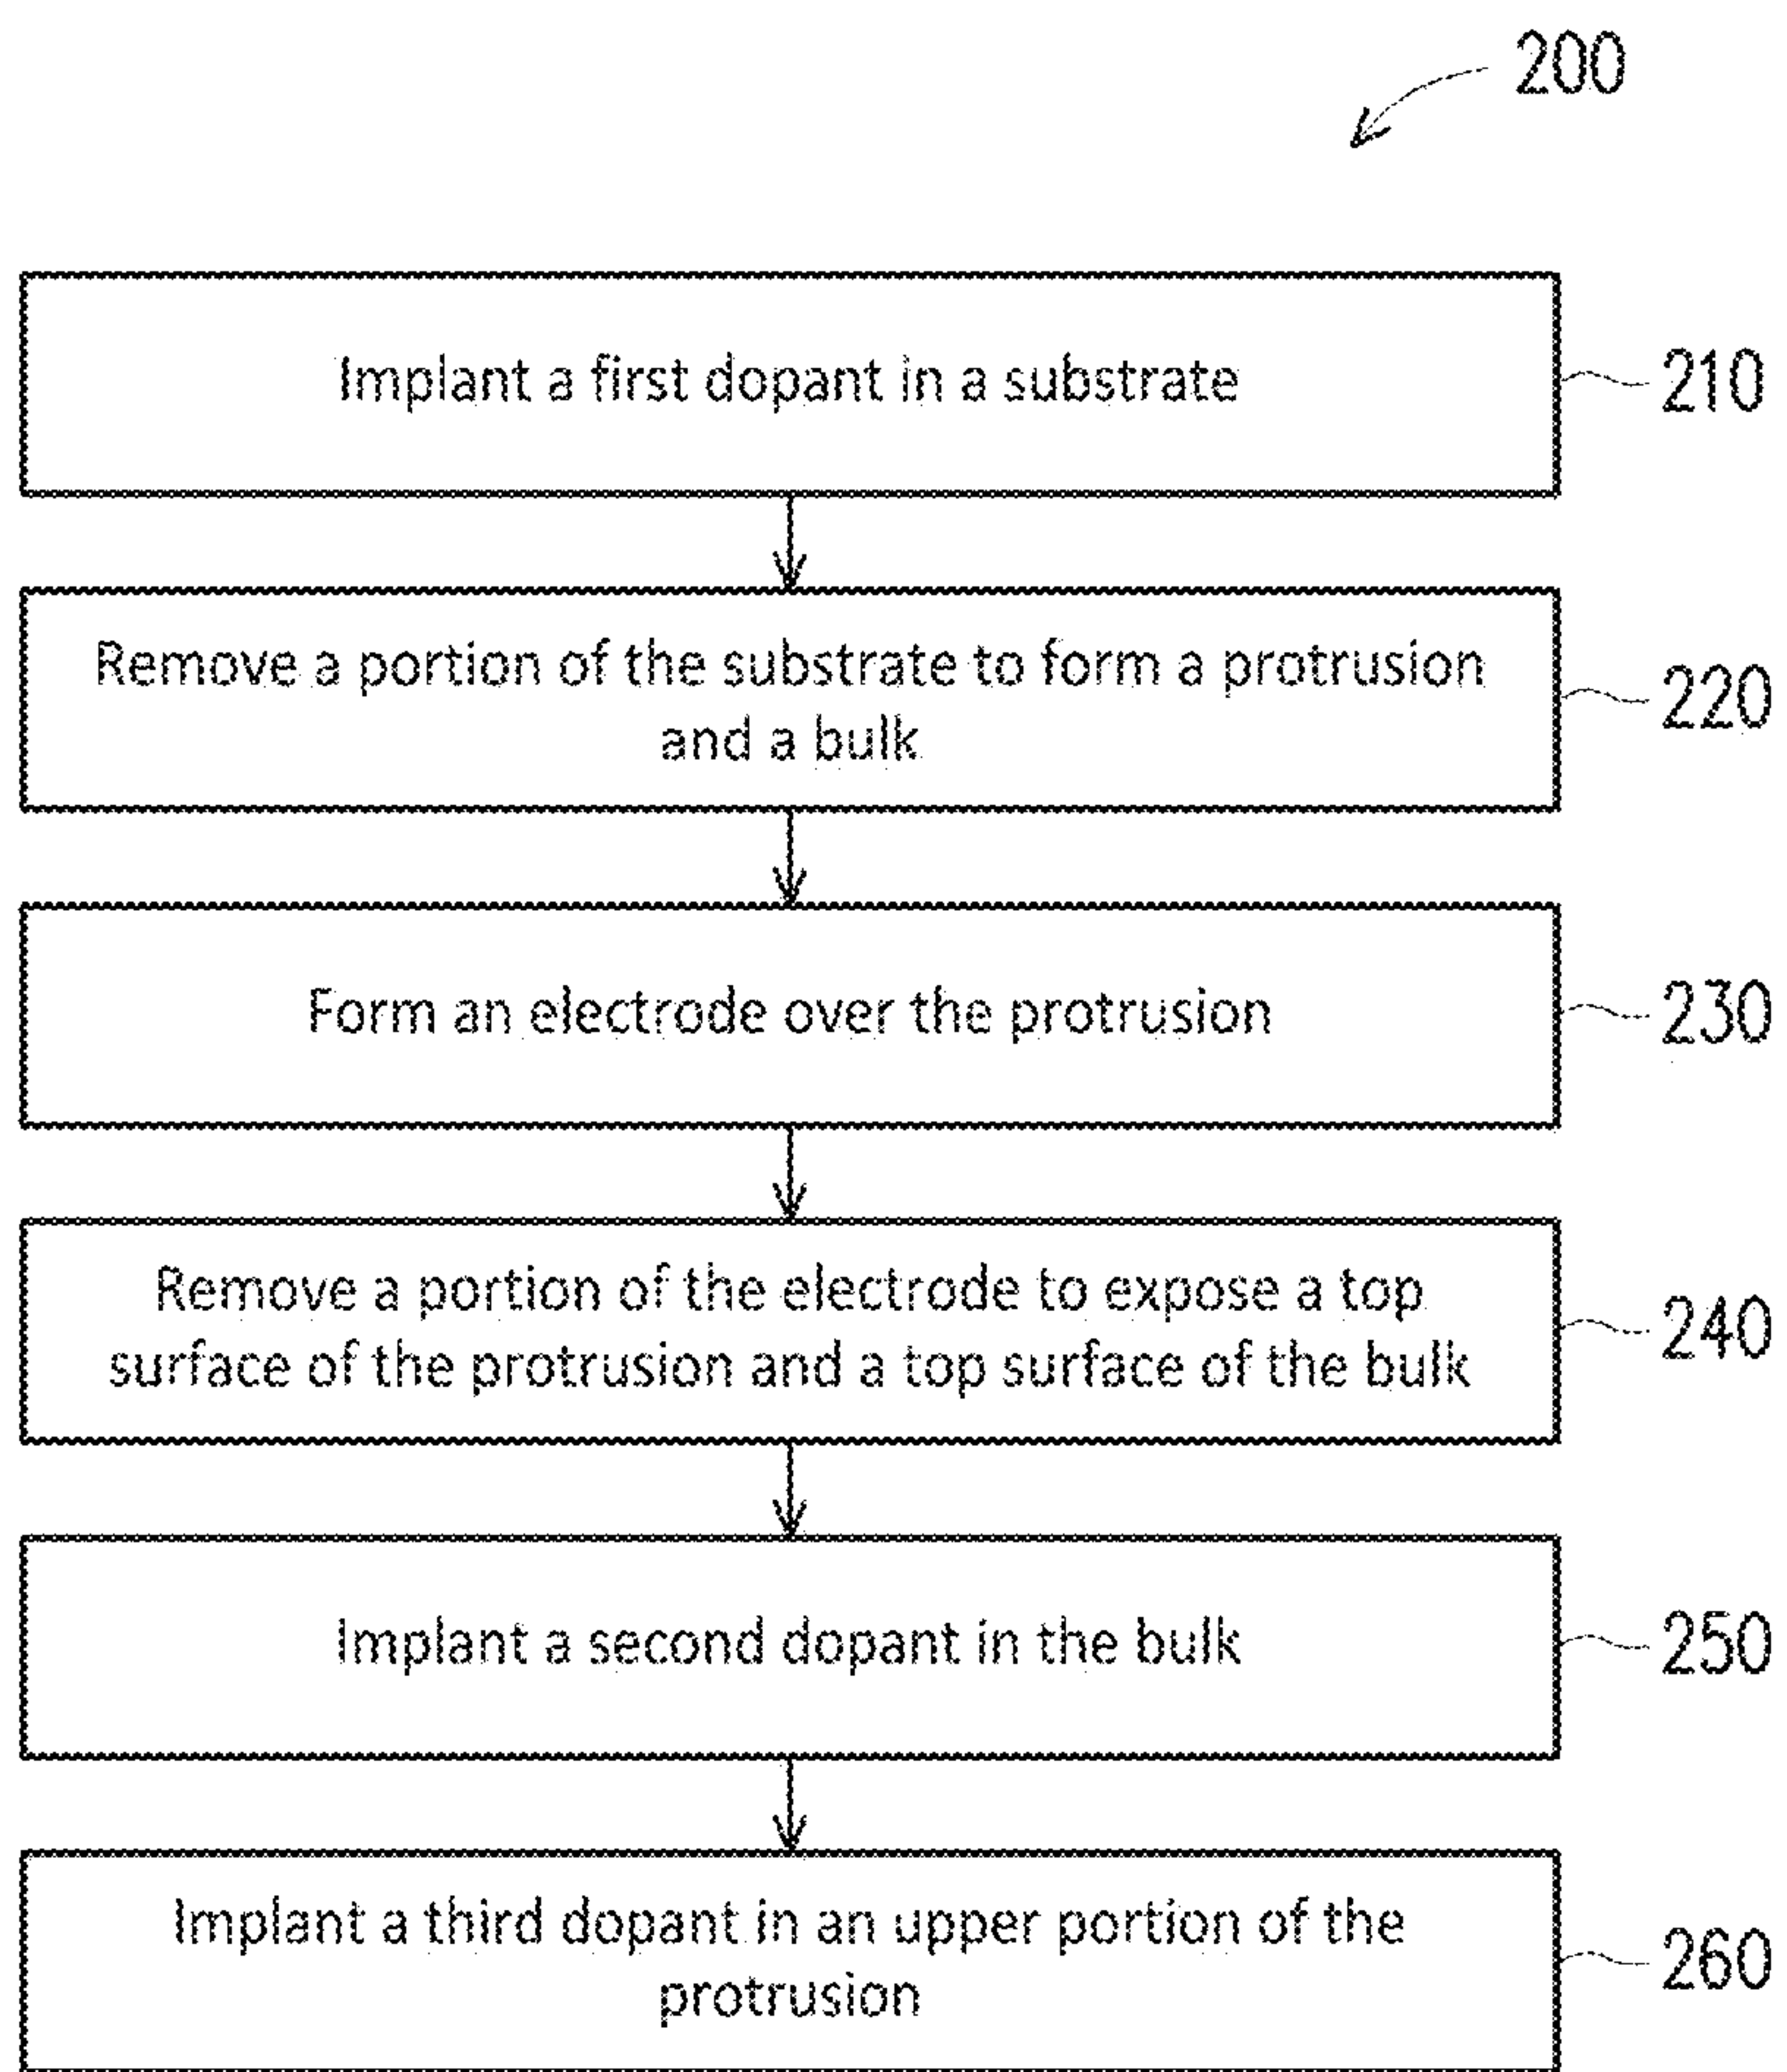 200
Implant a first dopant in a substrate
210
Remove a portion of the substrate to form a protrusion
and a bulk
220
Form an electrode over the protrusion
230
Remove a portion of the electrode to expose a top
surface of the protrusion and a top surface of the bulk
240
Implant a second dopant in the bulk
250
Implant a third dopant in an upper portion of the
protrusion
260